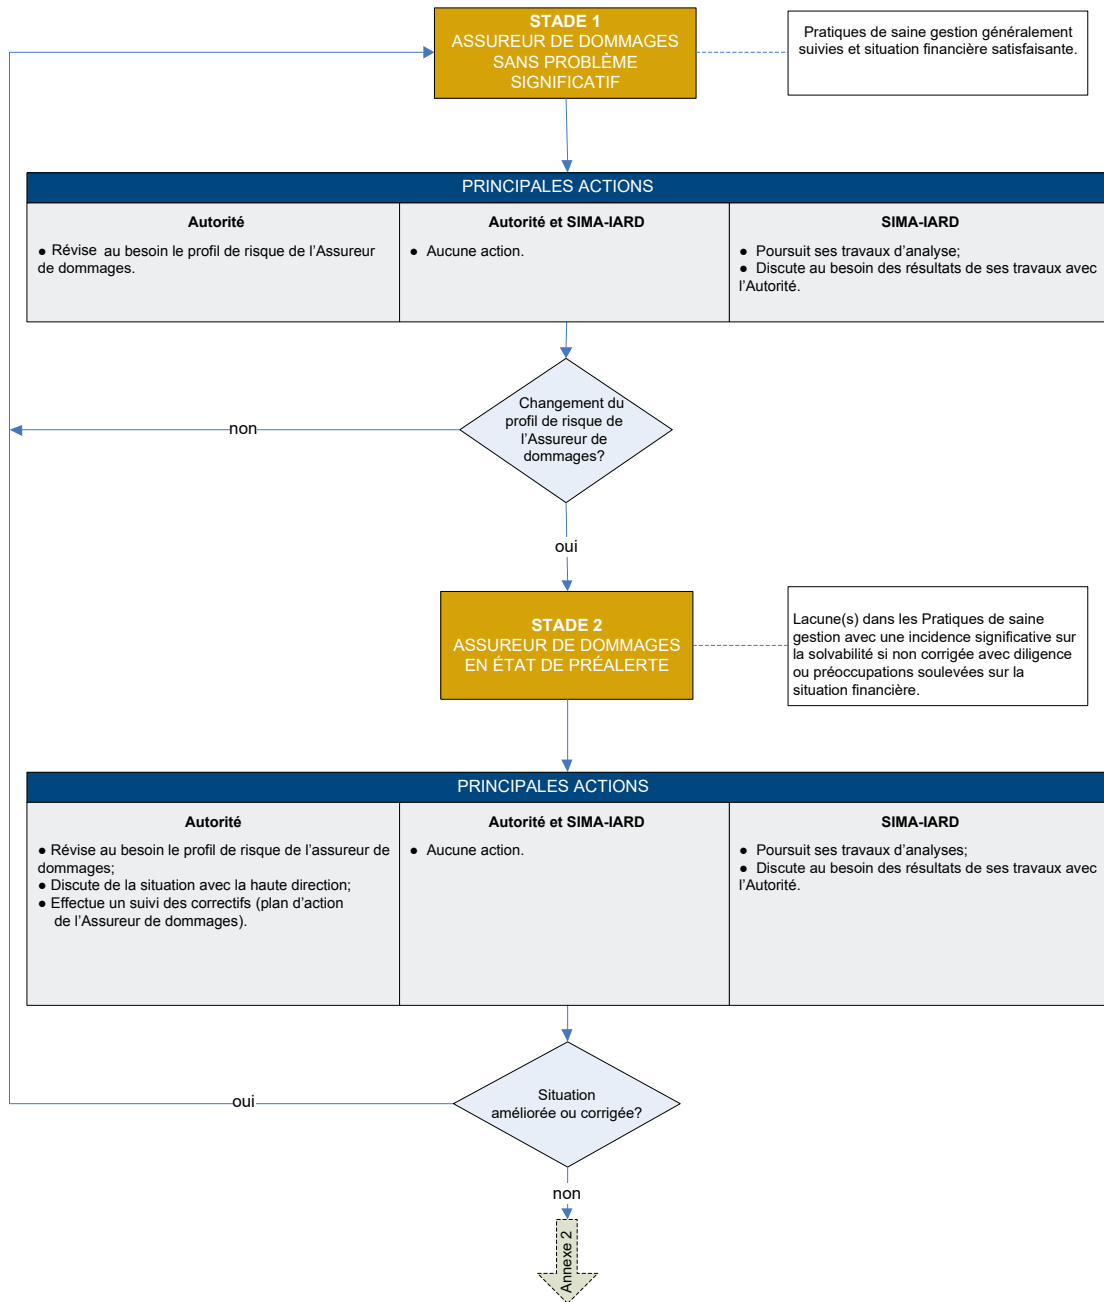 STADE 1
ASSUREUR DE DOMMAGES
SANS PROBLÈME
SIGNIFICATIF
Pratiques de saine gestion généralement
suivies et situation financière satisfaisante.
PRINCIPALES ACTIONS
Autorité
● Révise au besoin le profil de risque de l’Assureur
de dommages.
Autorité et SIMA-IARD
● Aucune action.
SIMA-IARD
● Poursuit ses travaux d’analyse;
● Discute au besoin des résultats de ses travaux avec
l’Autorité.
Changement du
profil de risque de
l’Assureur de
dommages?
non
oui
STADE 2
ASSUREUR DE DOMMAGES
EN ÉTAT DE PRÉALERTE
Lacune(s) dans les Pratiques de saine
gestion avec une incidence significative sur
la solvabilité si non corrigée avec diligence
ou préoccupations soulevées sur la
situation financière.
PRINCIPALES ACTIONS
Autorité
● Révise au besoin le profil de risque de l’assureur de
dommages;
● Discute de la situation avec la haute direction;
● Effectue un suivi des correctifs (plan d’action
de l’Assureur de dommages).
Autorité et SIMA-IARD
● Aucune action.
SIMA-IARD
● Poursuit ses travaux d’analyses;
● Discute au besoin des résultats de ses travaux avec
l’Autorité.
Situation
améliorée ou corrigée?
oui
non
Annexe 2